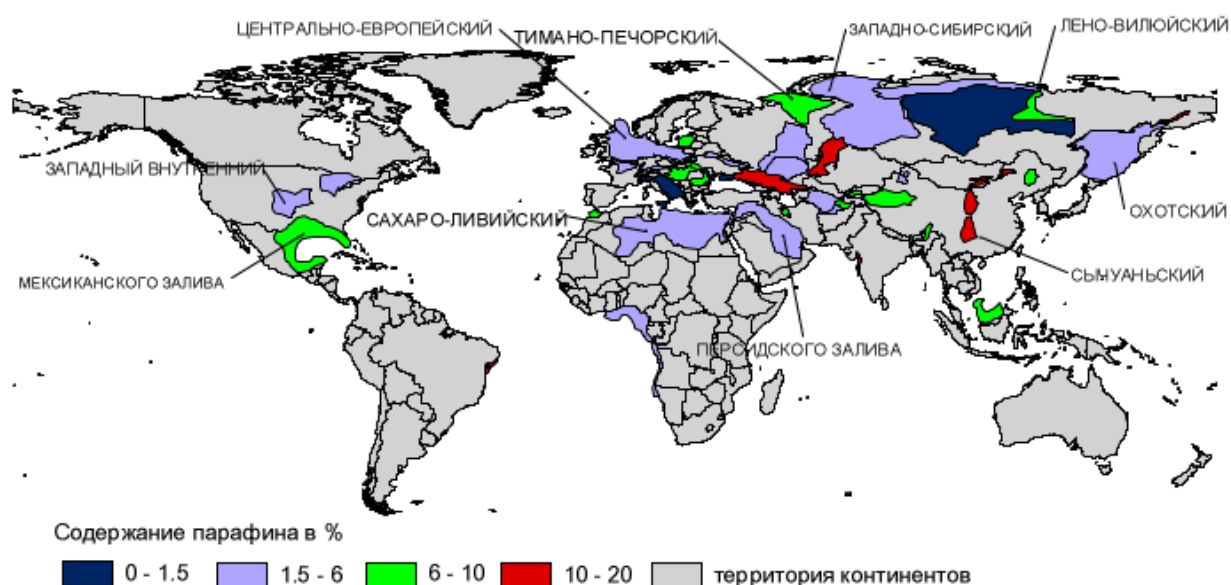 ЦЕНТРАЛЬНО-ЕВРОПЕЙСКИЙ
ТИМАНО-ПЕЧОРСКИЙ
ЗАПАДНО-СИБИРСКИЙ
ЛЕНО-ВИЛЮЙСКИЙ
ЗАПАДНЫЙ ВНУТРЕННИЙ
САХАРО-ЛИВИЙСКИЙ
ОХОТСКИЙ
МЕКСИКАНСКОГО ЗАЛИВА
СЫЧУАНЬСКИЙ
ПЕРСИДСКОГО ЗАЛИВА
Содержание парафина в %
0 - 1.5
1.5 - 6
6 - 10
10 - 20
территория континентов